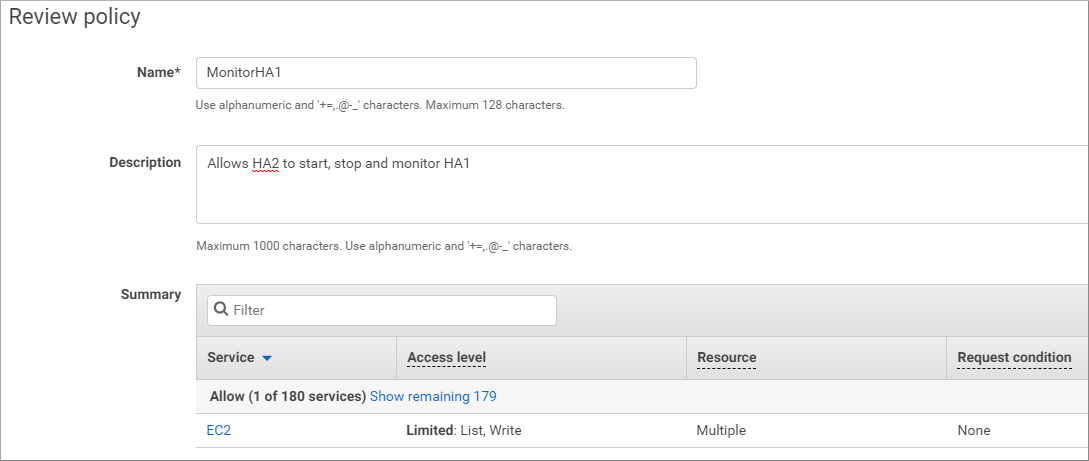 Review policy
Name* MonitorHA1
Use alphanumeric and '+=,.@-_' characters. Maximum 128 characters.
Description Allows HA2 to start, stop and monitor HA1
Maximum 1000 characters. Use alphanumeric and '+=,.@-_' characters.
Summary
Filter
Service Access level Resource Request condition
Allow (1 of 180 services) Show remaining 179
EC2 Limited: List, Write Multiple None